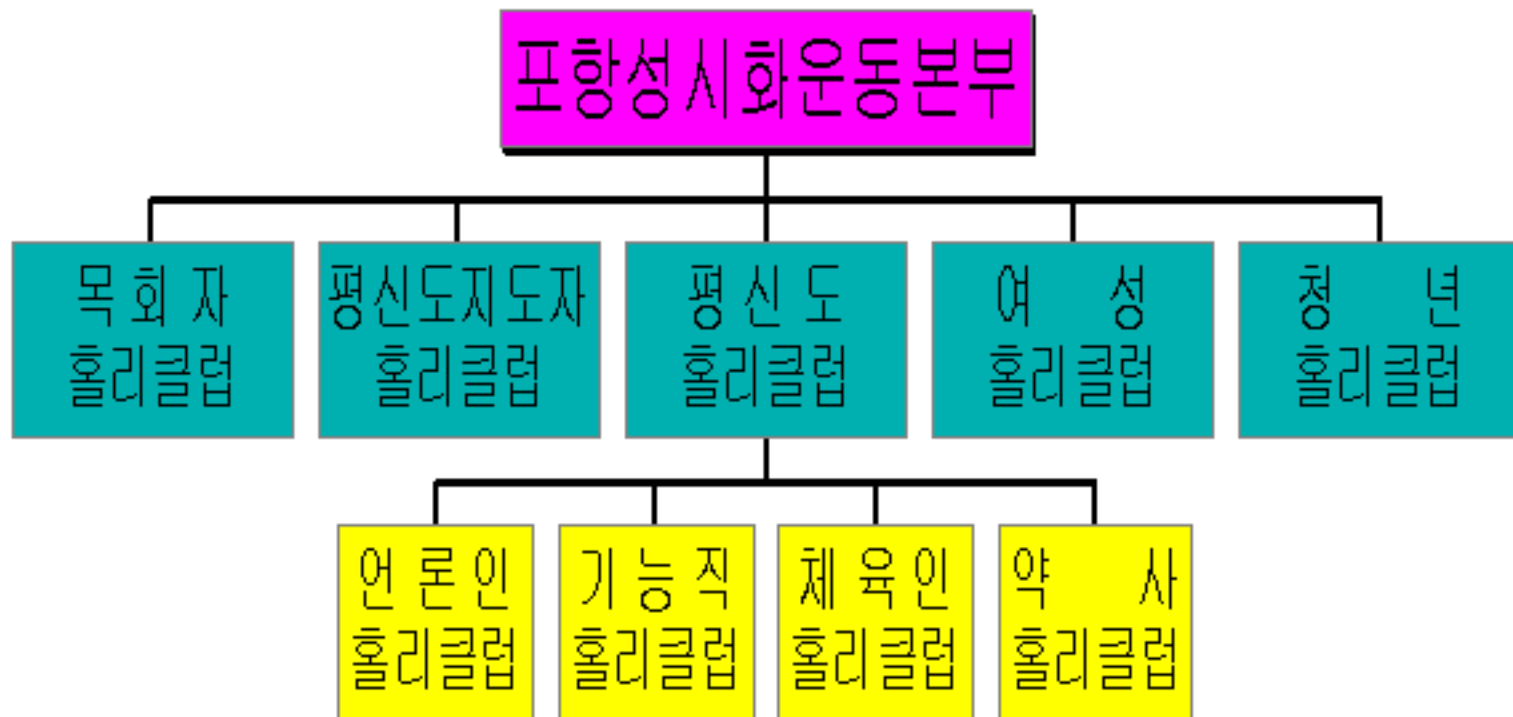 포항성시화운동본부
목회자
홀리클럽
평신도지도자
홀리클럽
평신도
홀리클럽
여성
홀리클럽
청년
홀리클럽
언론인
홀리클럽
기능직
홀리클럽
체육인
홀리클럽
약사
홀리클럽